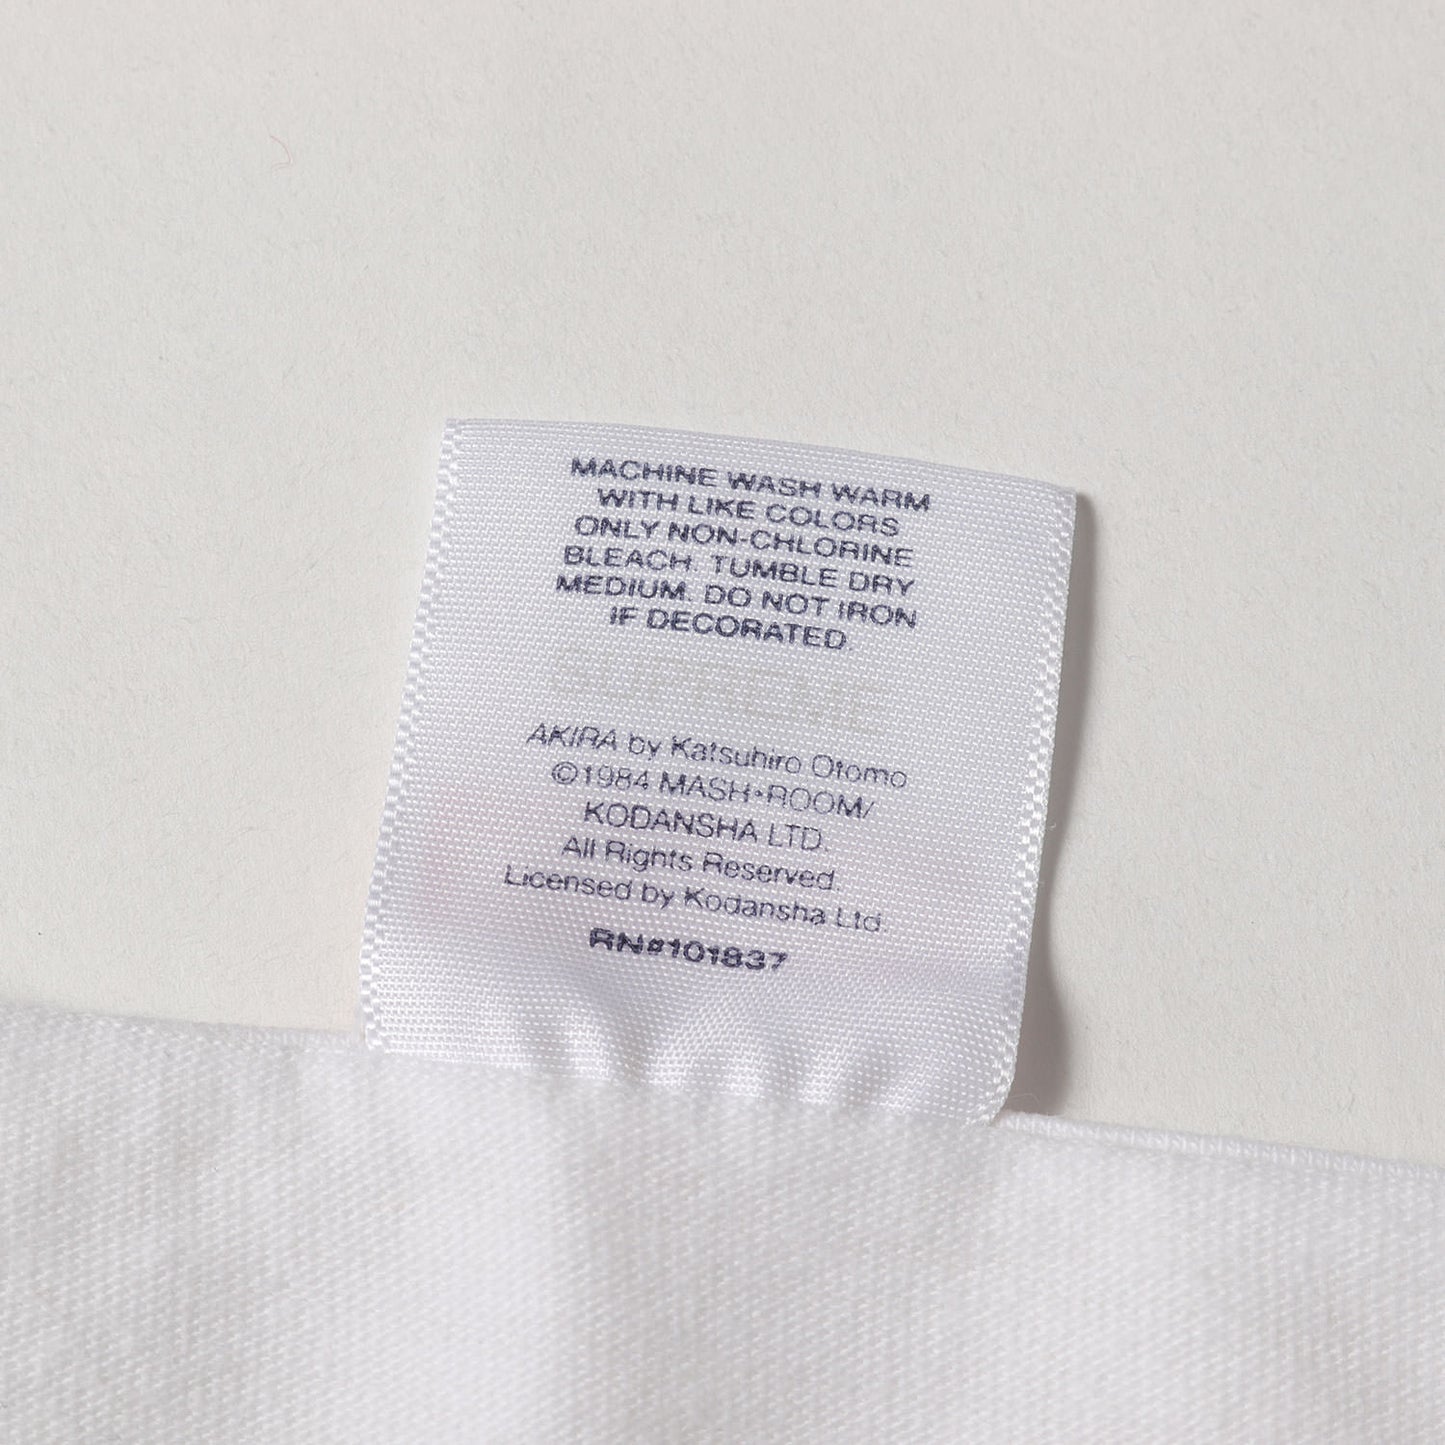 MACHINE WASH WARM
WITH LIKE COLORS
ONLY NON-CHLORINE
BLEACH. TUMBLE DRY
MEDIUM. DO NOT IRON
IF DECORATED.
AKIRA by Katsuhiro Otomo
©1984 MASH•ROOM/
KODANSHA LTD.
All Rights Reserved.
Licensed by Kodansha Ltd.
RN#101837